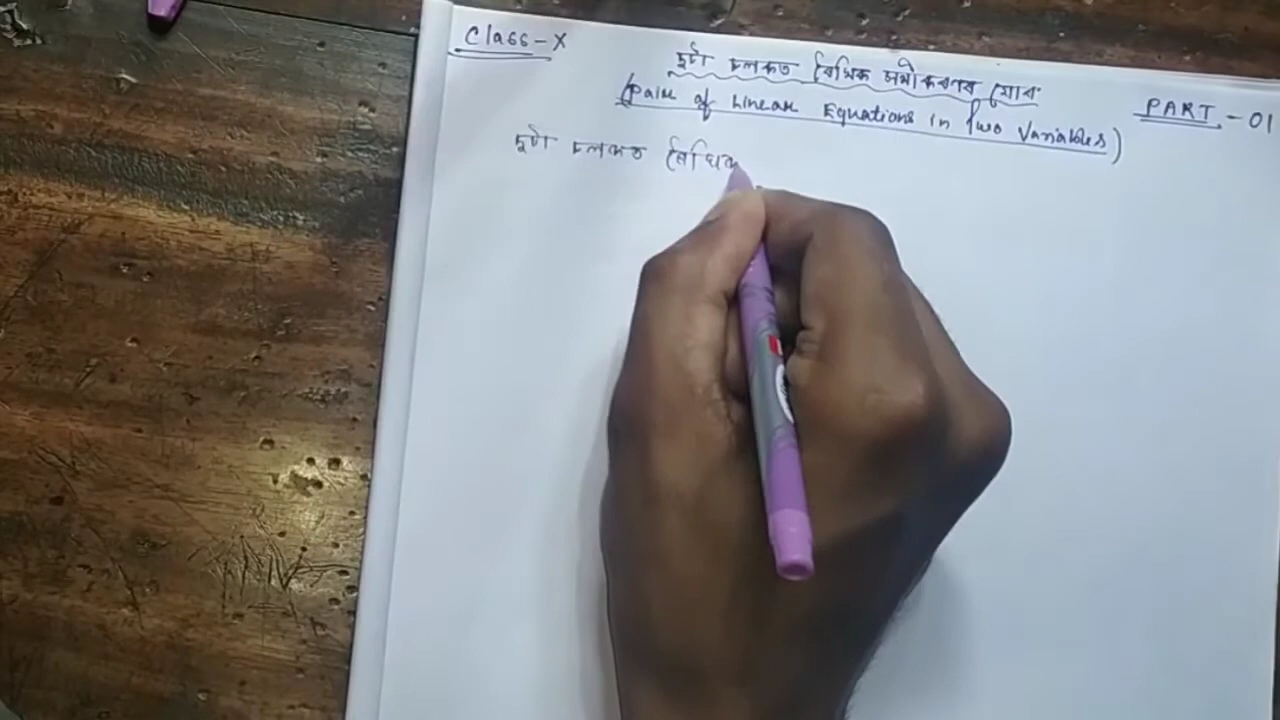 Class-X
দুটা চলকত ৰৈখিক সমীকৰণৰ যোৰ
(Pair of Linear Equations in Two Variables)
PART-01
দুটা চলকত ৰৈখিক